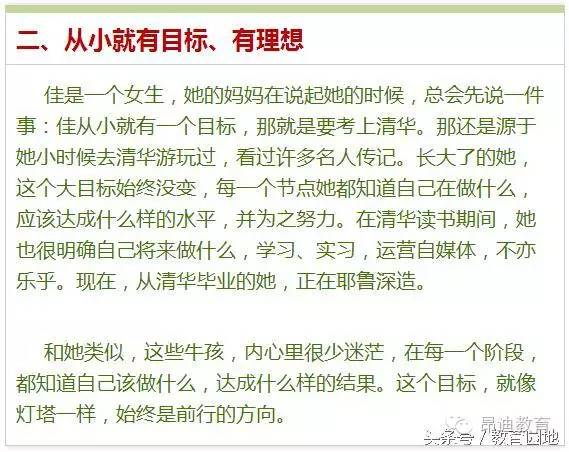 二、从小就有目标、有理想
佳是一个女生，她的妈妈在说起她的时候，总会先说一件
事：佳从小就有一个目标，那就是要考上清华。那还是源于
她小时候去清华游玩过，看过许多名人传记。长大了的她，
这个大目标始终没变，每一个节点她都知道自己在做什么，
应该达成什么样的水平，并为之努力。在清华读书期间，她
也很明确自己将来做什么，学习、实习，运营自媒体，不亦
乐乎。现在，从清华毕业的她，正在耶鲁深造。
和她类似，这些牛孩，内心里很少迷茫，在每一个阶段，
都知道自己该做什么，达成什么样的结果。这个目标，就像
灯塔一样，始终是前行的方向。
昂迪教育
头条号 / 教育园地